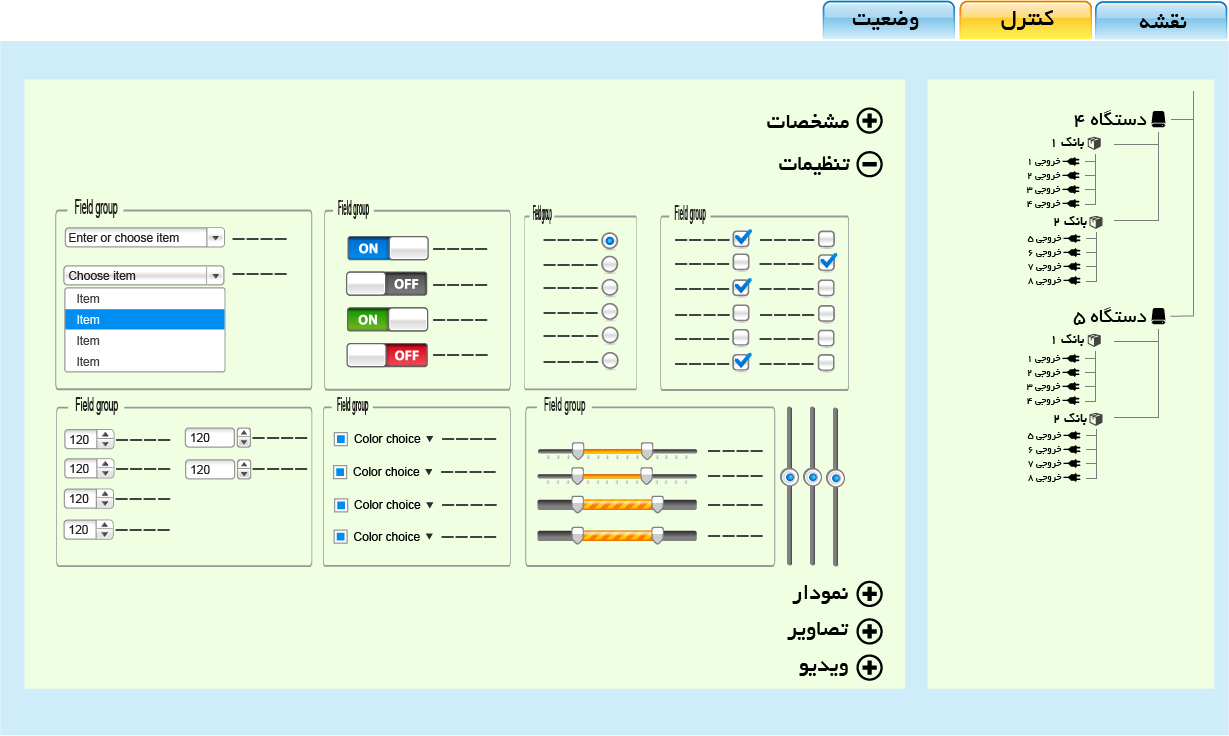 نقشه
کنترل
وضعیت
دستگاه ۴
بانک ۱
خروجی ۱
خروجی ۲
خروجی ۳
خروجی ۴
بانک ۲
خروجی ۵
خروجی ۶
خروجی ۷
خروجی ۸
دستگاه ۵
بانک ۱
خروجی ۱
خروجی ۲
خروجی ۳
خروجی ۴
بانک ۲
خروجی ۵
خروجی ۶
خروجی ۷
خروجی ۸
مشخصات
تنظیمات
Field group
Enter or choose item
Choose item
Item
Item
Item
Item
Field group
ON
OFF
ON
OFF
Field group
Field group
Field group
120
120
120
120
120
120
Field group
Color choice
Color choice
Color choice
Color choice
Field group
نمودار
تصاویر
ویدیو